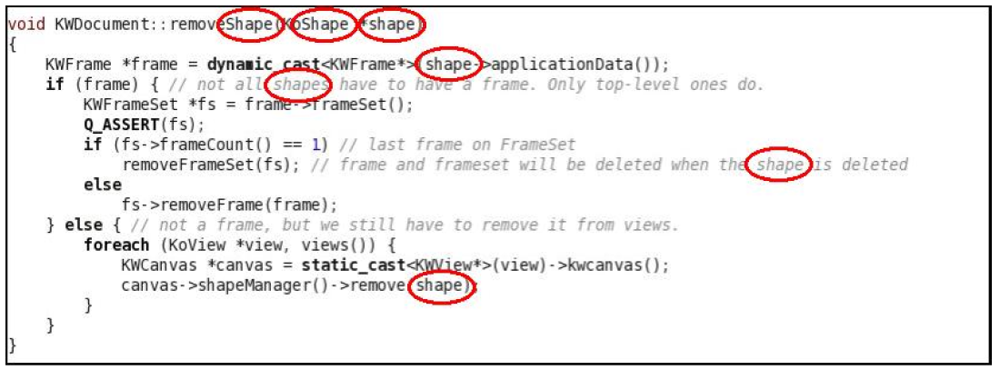 void KWDocument::removeShape(KoShape *shape)
{
    KWFrame *frame = dynamic_cast<KWFrame*>(shape->applicationData());
    if (frame) { // not all shapes have to have a frame. Only top-level ones do.
        KWFrameSet *fs = frame->frameSet();
        Q_ASSERT(fs);
        if (fs->frameCount() == 1) // last frame on FrameSet
            removeFrameSet(fs); // frame and frameset will be deleted when the shape is deleted
        else
            fs->removeFrame(frame);
    } else { // not a frame, but we still have to remove it from views.
        foreach (KoView *view, views()) {
            KWCanvas *canvas = static_cast<KWView*>(view)->kwcanvas();
            canvas->shapeManager()->remove(shape);
        }
    }
}